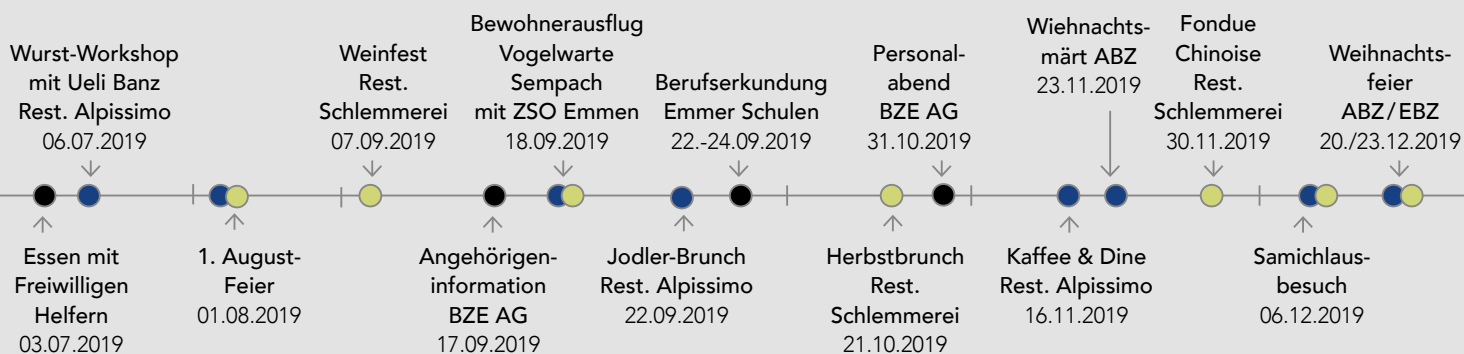 Wurst-Workshop
mit Ueli Banz
Rest. Alpissimo
06.07.2019
Weinfest
Rest.
Schlemmerei
07.09.2019
Bewohnerausflug
Vogelwarte
Sempach
mit ZSO Emmen
18.09.2019
Berufserkundung
Emmer Schulen
22.-24.09.2019
Personal-
abend
BZE AG
31.10.2019
Wiehnachts-
märt ABZ
23.11.2019
Fondue
Chinoise
Rest.
Schlemmerei
30.11.2019
Weihnachts-
feier
ABZ/EBZ
20./23.12.2019
Essen mit
Freiwilligen
Helfern
03.07.2019
1. August-
Feier
01.08.2019
Angehörigen-
information
BZE AG
17.09.2019
Jodler-Brunch
Rest. Alpissimo
22.09.2019
Herbstbrunch
Rest.
Schlemmerei
21.10.2019
Kaffee & Dine
Rest. Alpissimo
16.11.2019
Samichlaus-
besuch
06.12.2019